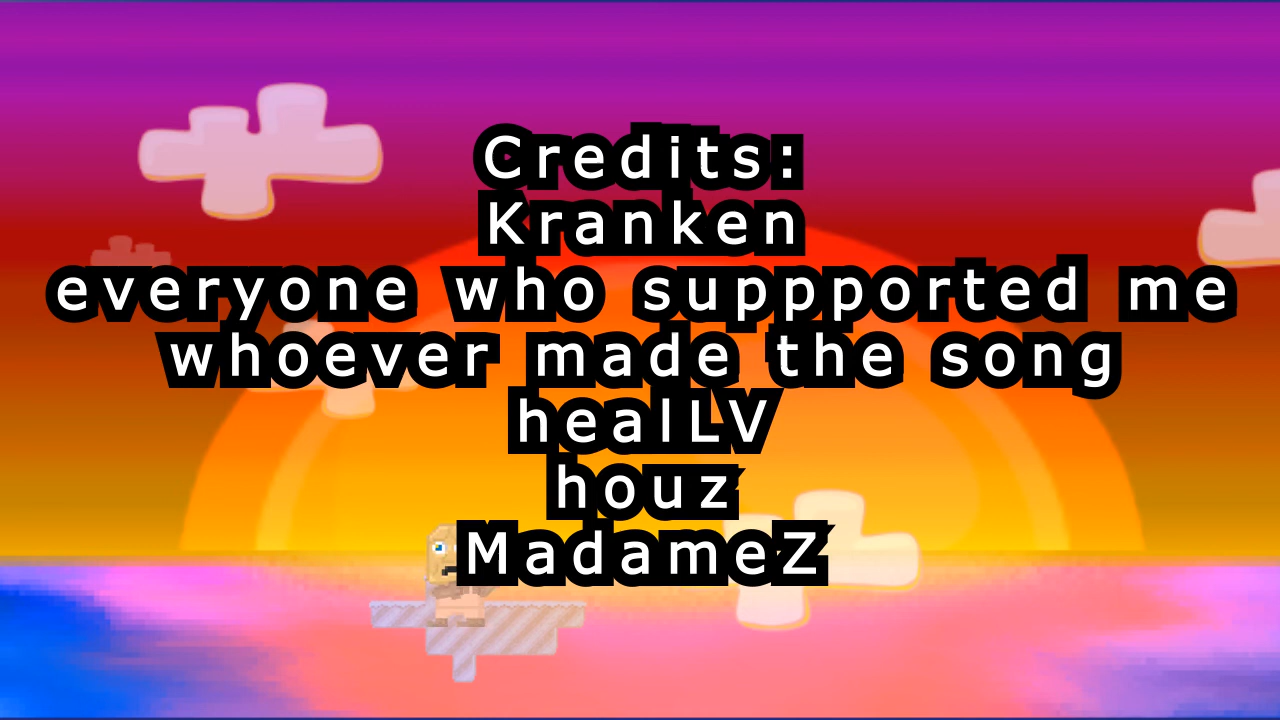 Credits:
Kranken
everyone who suppported me
whoever made the song
healLV
houz
MadameZ